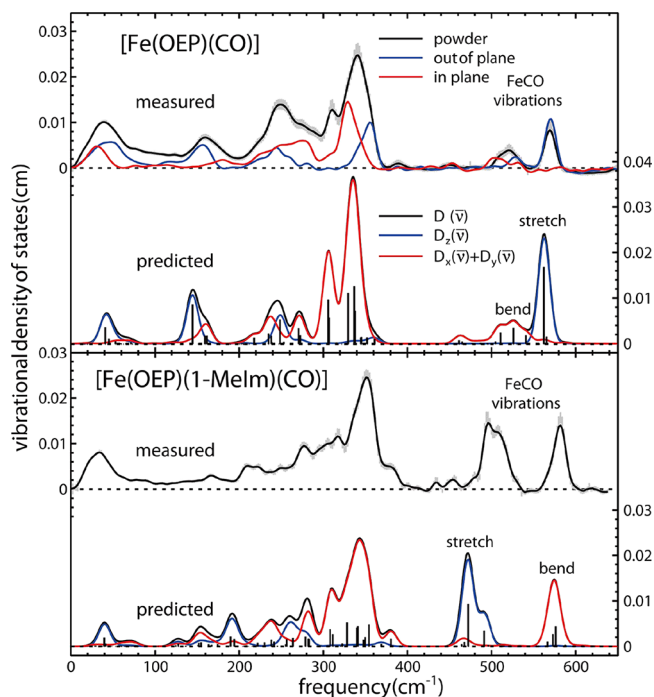 [Fe(OEP)(CO)]
powder
out of plane
in plane
measured
FeCO
vibrations
0.03
0.02
0.01
0
0.04
0.03
0.02
0.01
0
D (ν̄)
D_z(ν̄)
D_x(ν̄)+D_y(ν̄)
predicted
stretch
bend
vibrational density of states(cm)
[Fe(OEP)(1-MeIm)(CO)]
measured
FeCO
vibrations
0.03
0.02
0.01
0
0.03
0.02
0.01
0
predicted
stretch
bend
0 100 200 300 400 500 600
frequency(cm⁻¹)